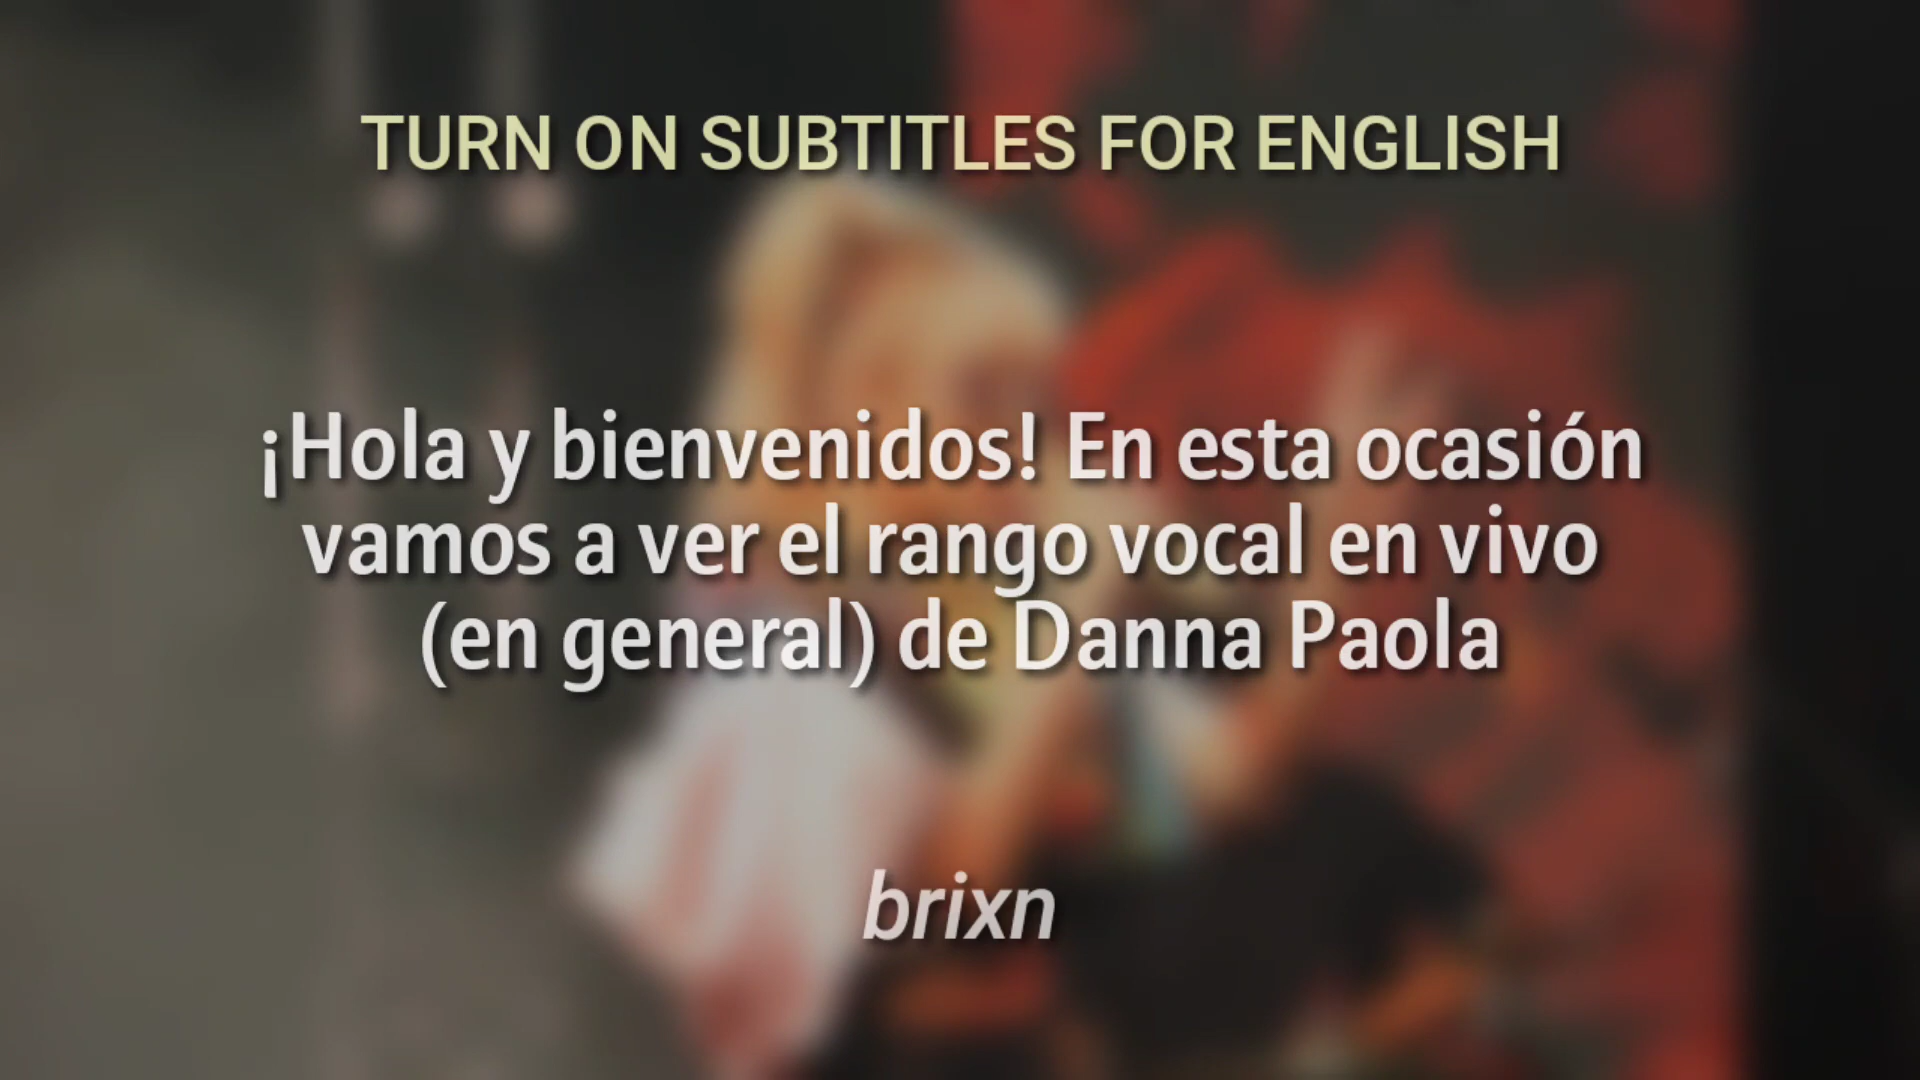 TURN ON SUBTITLES FOR ENGLISH
¡Hola y bienvenidos! En esta ocasión
vamos a ver el rango vocal en vivo
(en general) de Danna Paola
brixn